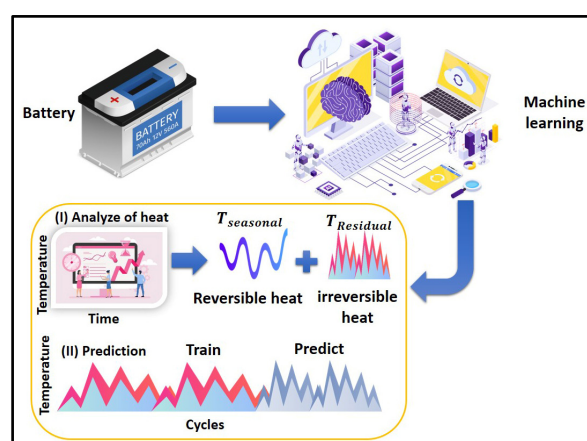 Battery
BATTERY
70Ah 12V 560A
Machine
learning
(I) Analyze of heat
T_seasonal
T_Residual
Temperature
Time
Reversible heat
irreversible
heat
(II) Prediction
Train
Predict
Temperature
Cycles